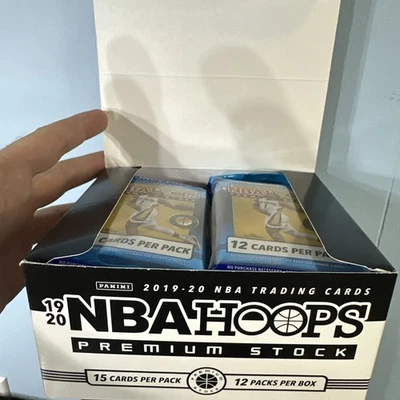 CARDS PER PACK
12 CARDS PER PACK
NO PURCHASE NECESSARY
PANINI
2019-20 NBA TRADING CARDS
19
20
NBAHOOPS
PREMIUM STOCK
15 CARDS PER PACK
12 PACKS PER BOX